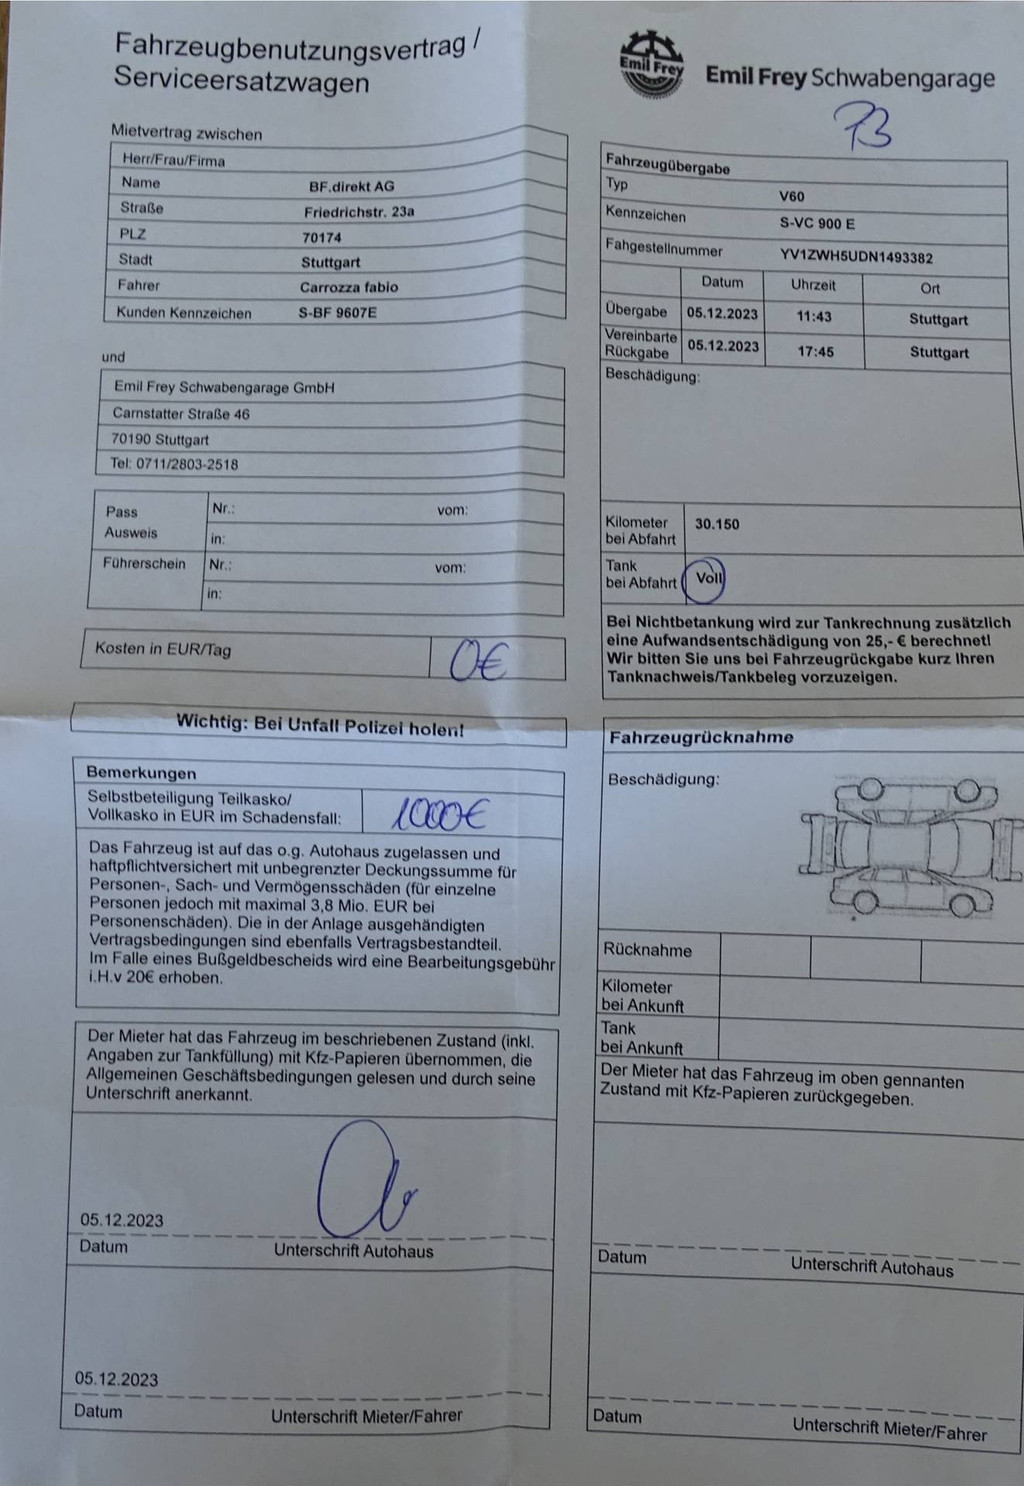 Fahrzeugbenutzungsvertrag /
Serviceersatzwagen
Emil Frey
Emil Frey Schwabengarage
Mietvertrag zwischen
Herr/Frau/Firma
Name BF.direkt AG
Straße Friedrichstr. 23a
PLZ 70174
Stadt Stuttgart
Fahrer Carrozza fabio
Kunden Kennzeichen S-BF 9607E
und
Emil Frey Schwabengarage GmbH
Carnstatter Straße 46
70190 Stuttgart
Tel: 0711/2803-2518
Pass
Ausweis
Nr.: vom:
in:
Führerschein Nr.: vom:
in:
Kosten in EUR/Tag 0€
Wichtig: Bei Unfall Polizei holen!
Bemerkungen
Selbstbeteiligung Teilkasko/
Vollkasko in EUR im Schadensfall: 1000€
Das Fahrzeug ist auf das o.g. Autohaus zugelassen und
haftpflichtversichert mit unbegrenzter Deckungssumme für
Personen-, Sach- und Vermögensschäden (für einzelne
Personen jedoch mit maximal 3,8 Mio. EUR bei
Personenschäden). Die in der Anlage ausgehändigten
Vertragsbedingungen sind ebenfalls Vertragsbestandteil.
Im Falle eines Bußgeldbescheids wird eine Bearbeitungsgebühr
i.H.v 20€ erhoben.
Der Mieter hat das Fahrzeug im beschriebenen Zustand (inkl.
Angaben zur Tankfüllung) mit Kfz-Papieren übernommen, die
Allgemeinen Geschäftsbedingungen gelesen und durch seine
Unterschrift anerkannt.
05.12.2023
Datum Unterschrift Autohaus
05.12.2023
Datum Unterschrift Mieter/Fahrer
Fahrzeugübergabe
Typ V60
Kennzeichen S-VC 900 E
Fahgestellnummer YV1ZWH5UDN1493382
Datum Uhrzeit Ort
Übergabe 05.12.2023 11:43 Stuttgart
Vereinbarte
Rückgabe 05.12.2023 17:45 Stuttgart
Beschädigung:
Kilometer
bei Abfahrt 30.150
Tank
bei Abfahrt Voll
Bei Nichtbetankung wird zur Tankrechnung zusätzlich
eine Aufwandsentschädigung von 25,- € berechnet!
Wir bitten Sie uns bei Fahrzeugrückgabe kurz Ihren
Tanknachweis/Tankbeleg vorzuzeigen.
Fahrzeugrücknahme
Beschädigung:
Rücknahme
Kilometer
bei Ankunft
Tank
bei Ankunft
Der Mieter hat das Fahrzeug im oben gennanten
Zustand mit Kfz-Papieren zurückgegeben.
Datum Unterschrift Autohaus
Datum Unterschrift Mieter/Fahrer